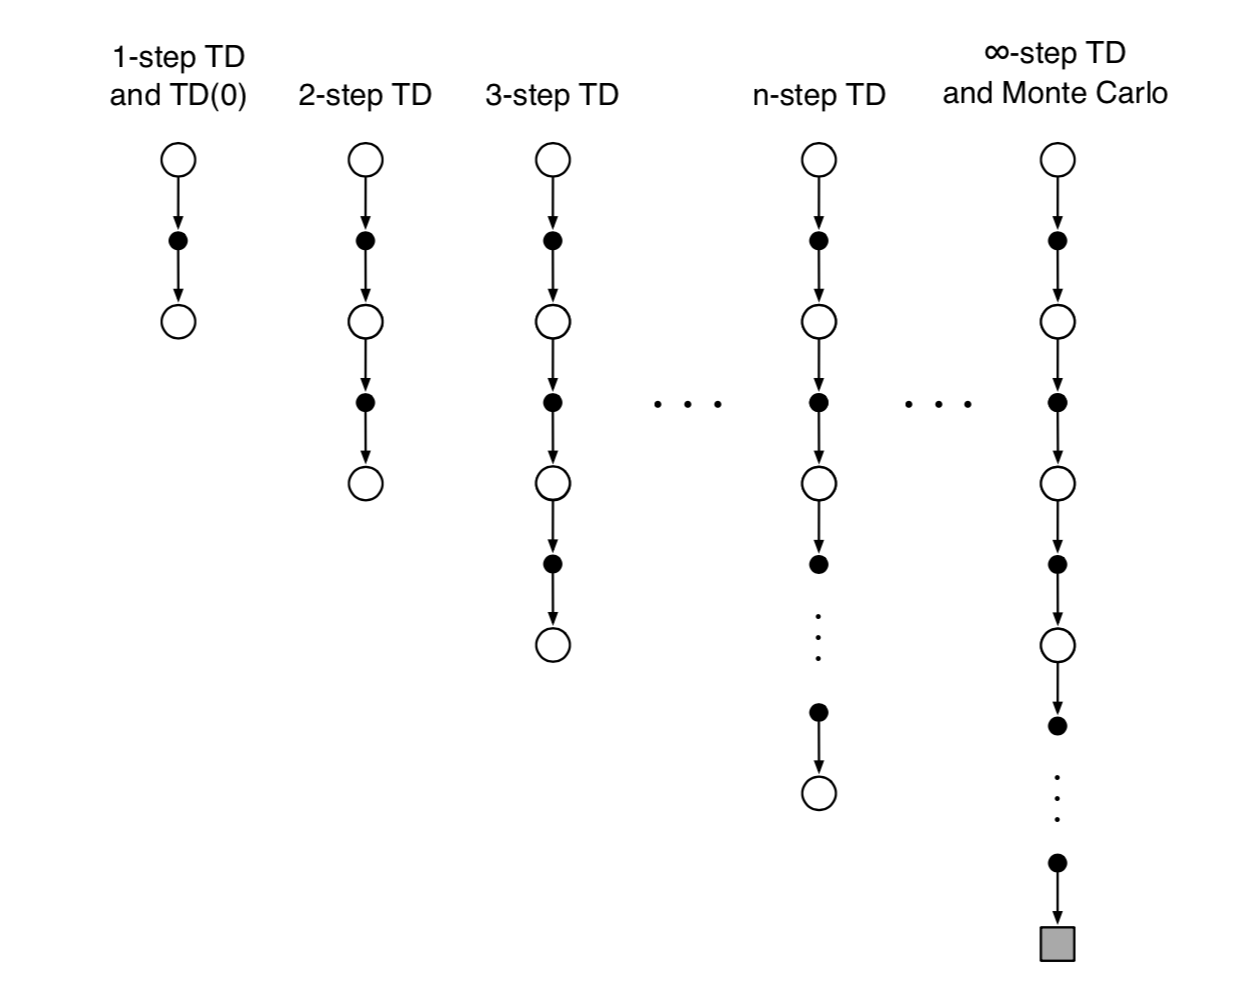 1-step TD
and TD(0)
2-step TD
3-step TD
n-step TD
∞-step TD
and Monte Carlo